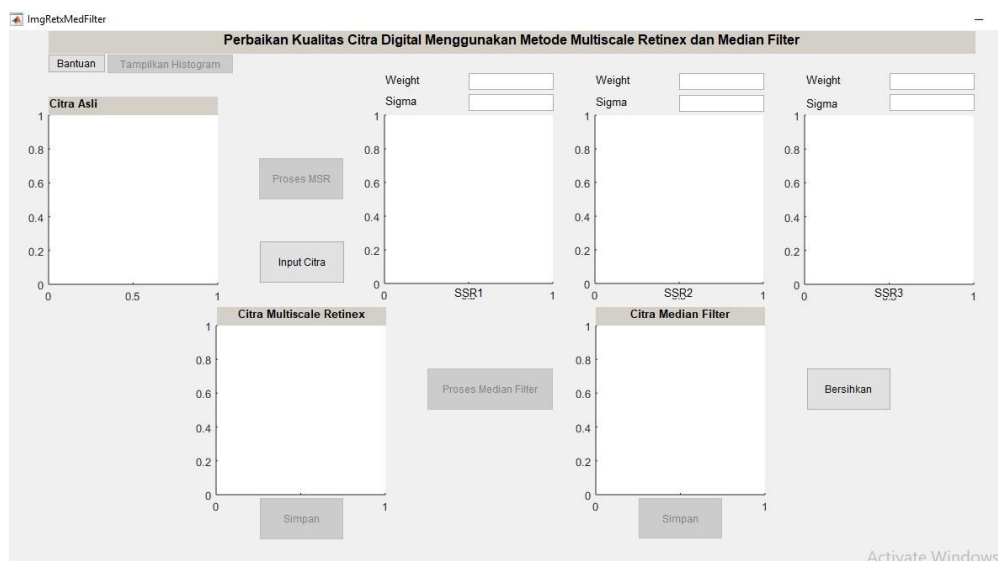 ImgRetxMedFilter
Perbaikan Kualitas Citra Digital Menggunakan Metode Multiscale Retinex dan Median Filter
Bantuan Tampilkan Histogram
Weight Weight Weight
Citra Asli Sigma Sigma Sigma
1 1 1 1
0.8 0.8 0.8 0.8
Proses MSR
0.6 0.6 0.6 0.6
0.4 0.4 0.4 0.4
0.2 Input Citra 0.2 0.2 0.2
0 0 0 0
0 0.5 1 0 SSR1 1 0 SSR2 1 0 SSR3 1
Citra Multiscale Retinex Citra Median Filter
1 1
0.8 0.8
0.6 Proses Median Filter 0.6 Bersihkan
0.4 0.4
0.2 0.2
0 0
0 1 0 1
Simpan Simpan
Activate Windows